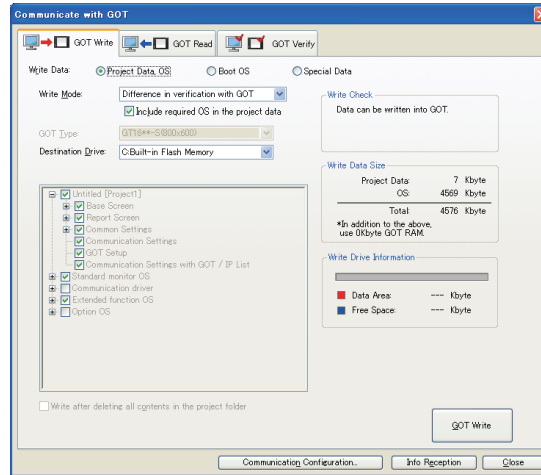 Communicate with GOT
GOT Write
GOT Read
GOT Verify
Write Data:
Project Data, OS
Boot OS
Special Data
Write Mode:
Difference in verification with GOT
Include required OS in the project data
GOT Type:
GT16**-S(800x600)
Destination Drive:
C:Built-in Flash Memory
Write Check
Data can be written into GOT.
Write Data Size
Project Data: 7 Kbyte
OS: 4569 Kbyte
Total: 4576 Kbyte
*In addition to the above,
use 0Kbyte GOT RAM.
Write Drive Information
Data Area: --- Kbyte
Free Space: --- Kbyte
Untitled [Project1]
Base Screen
Report Screen
Common Settings
Communication Settings
GOT Setup
Communication Settings with GOT / IP List
Standard monitor OS
Communication driver
Extended function OS
Option OS
Write after deleting all contents in the project folder
GOT Write
Communication Configuration...
Info Reception
Close